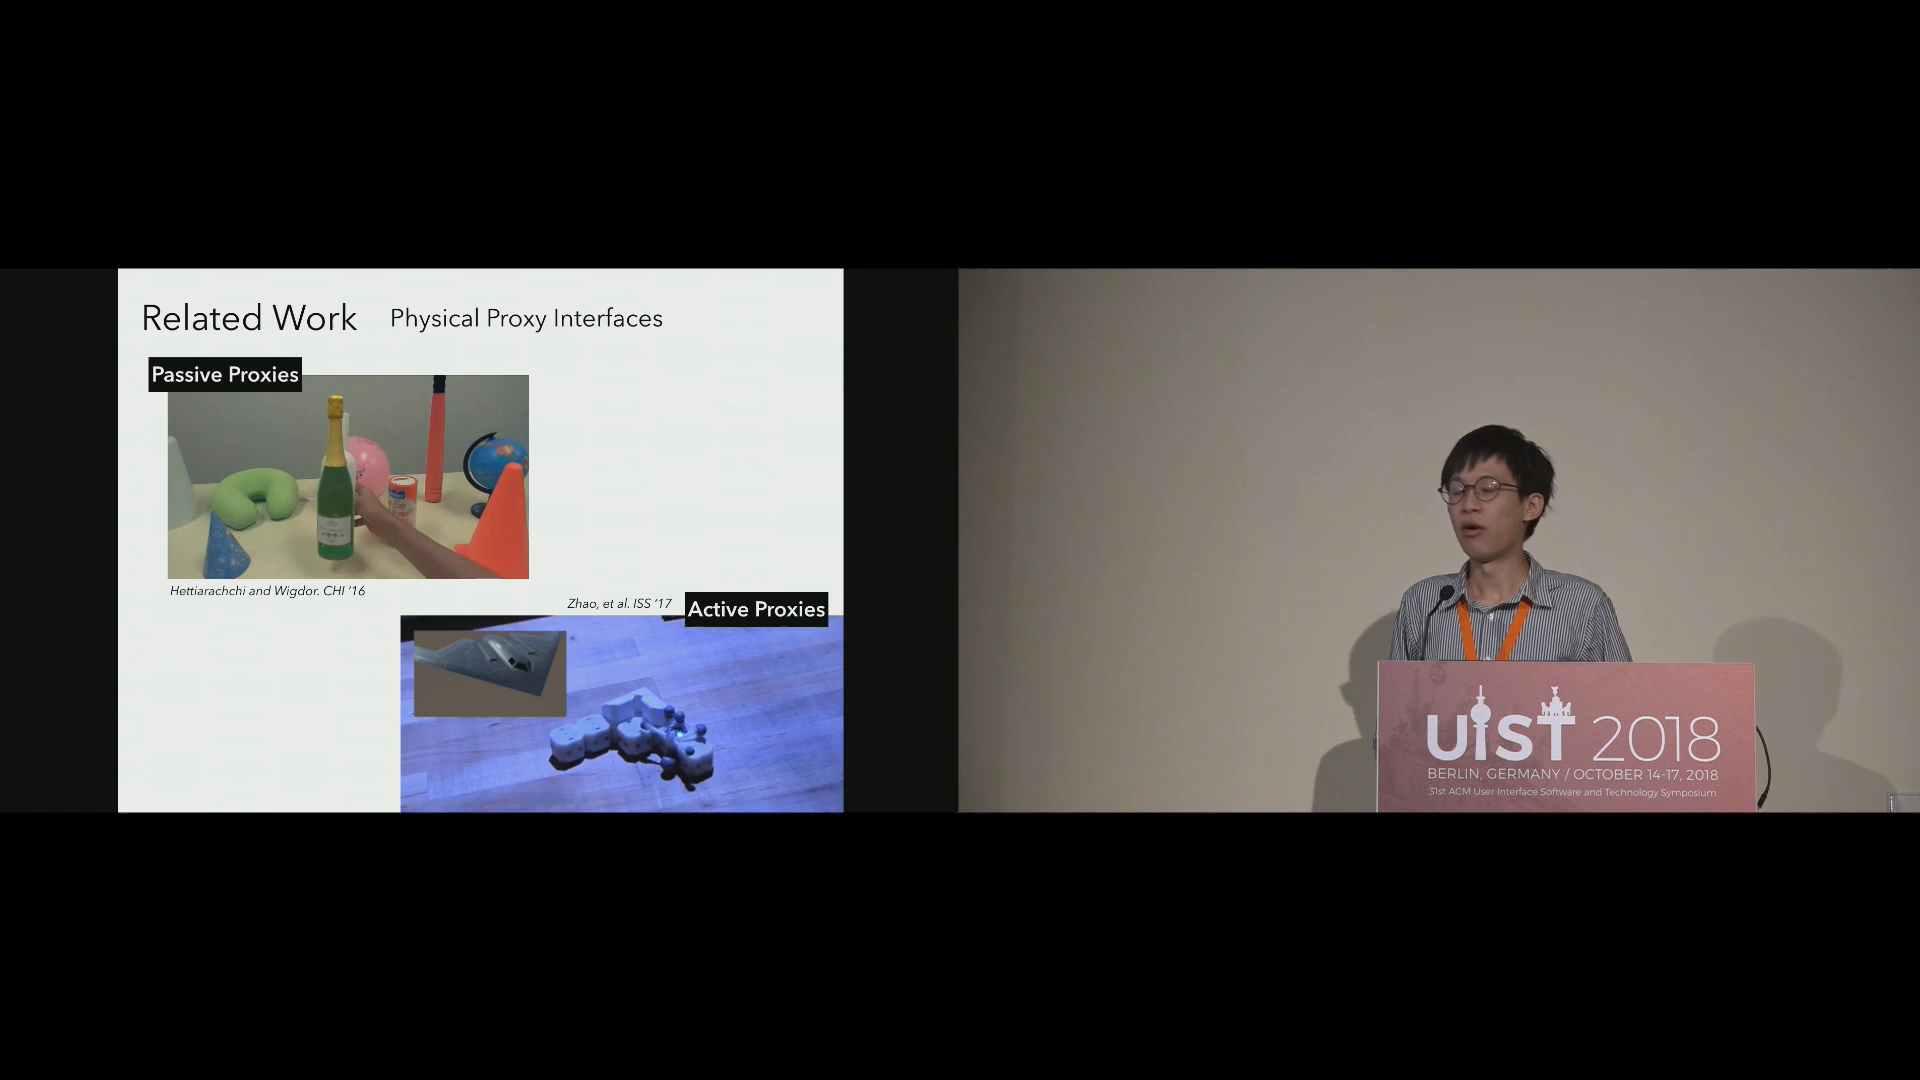 Related Work
Physical Proxy Interfaces
Passive Proxies
Hettiarachchi and Wigdor. CHI '16
Zhao, et al. ISS '17
Active Proxies
UIST 2018
BERLIN, GERMANY / OCTOBER 14-17, 2018
31st ACM User Interface Software and Technology Symposium